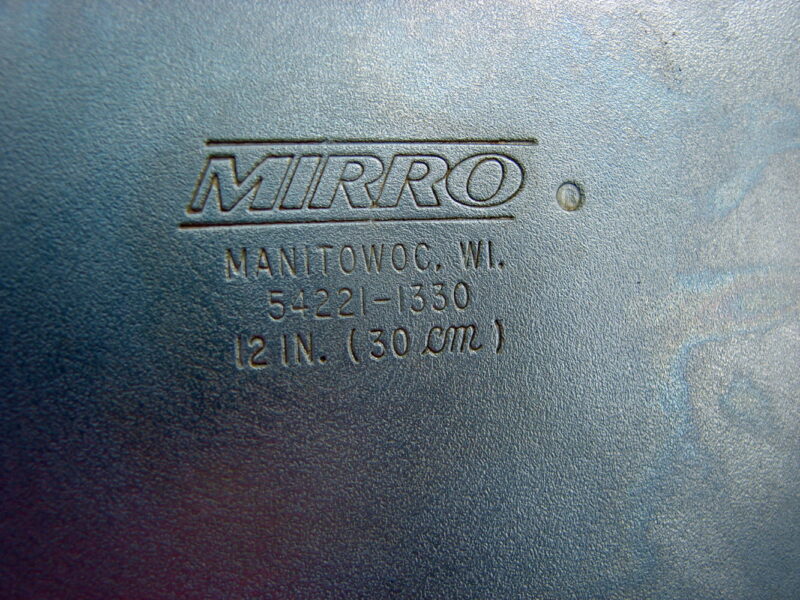 MIRRO
MANITOWOC, WI.
54221-1330
12 IN. (30 cm)